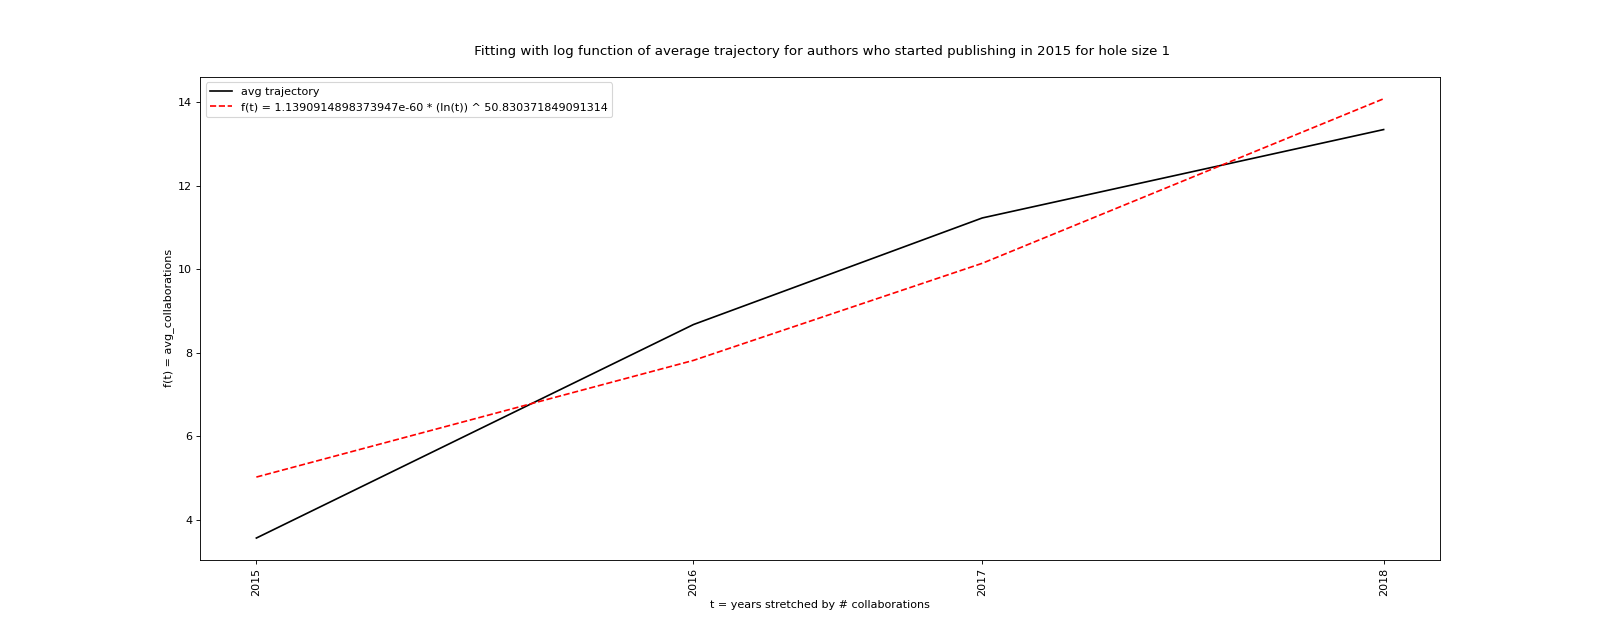 Fitting with log function of average trajectory for authors who started publishing in 2015 for hole size 1
avg trajectory
f(t) = 1.1390914898373947e-60 * (ln(t)) ^ 50.830371849091314
14
12
10
8
6
4
f(t) = avg_collaborations
2015
2016
2017
2018
t = years stretched by # collaborations